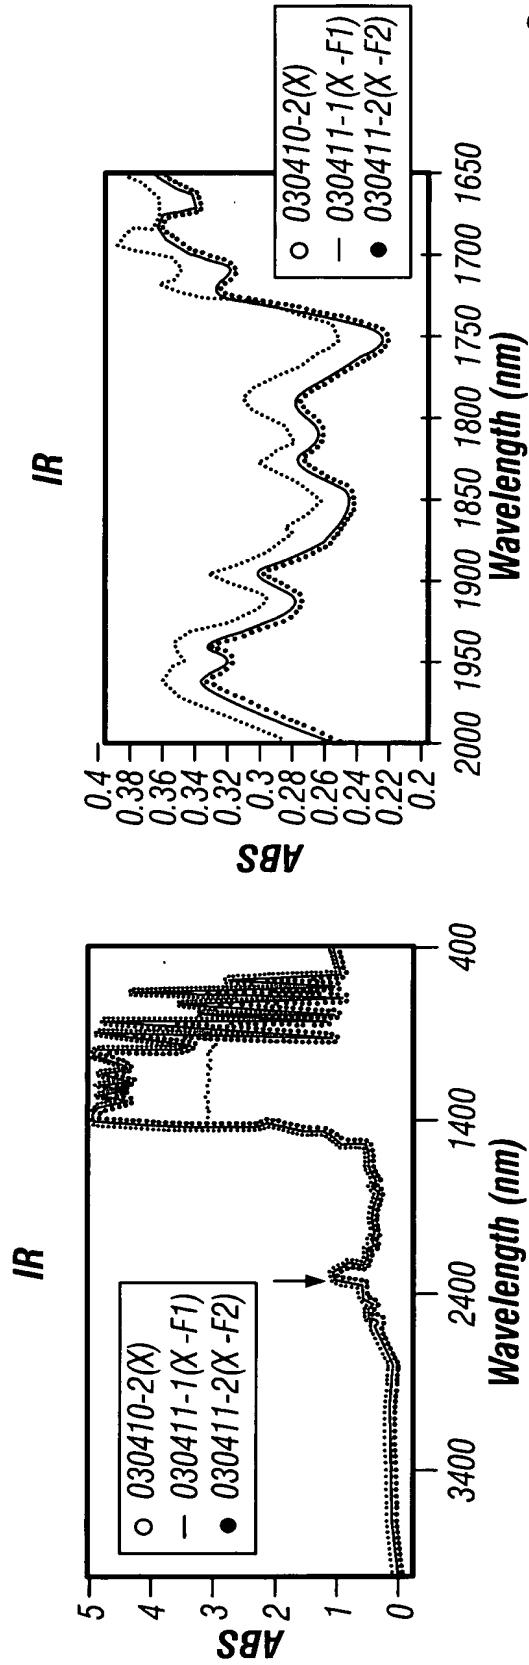 IR
ABS
5
4
3
2
1
0
030410-2(X)
030411-1(X -F1)
030411-2(X -F2)
3400 2400 1400 400
Wavelength (nm)
IR
ABS
0.4
0.38
0.36
0.34
0.32
0.3
0.28
0.26
0.24
0.22
0.2
030410-2(X)
030411-1(X -F1)
030411-2(X -F2)
2000 1950 1900 1850 1800 1750 1700 1650
Wavelength (nm)